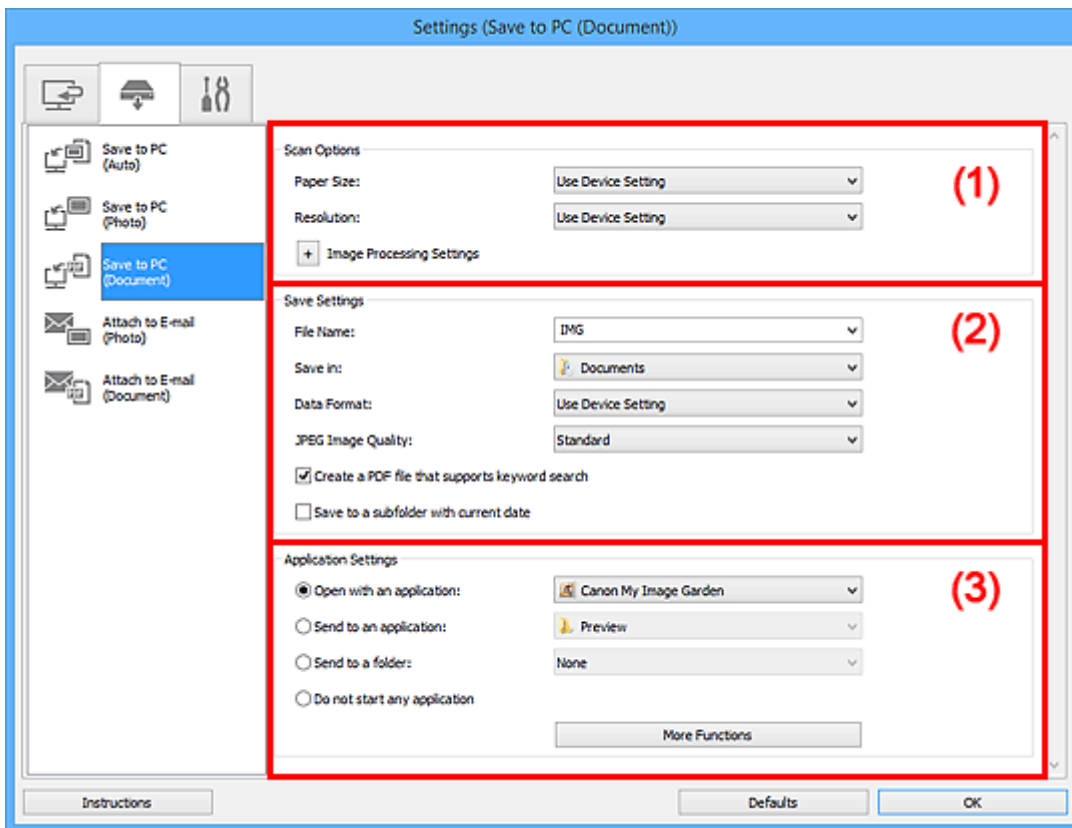 Settings (Save to PC (Document))
Save to PC
(Auto)
Save to PC
(Photo)
Save to PC
(Document)
Attach to E-mail
(Photo)
Attach to E-mail
(Document)
Scan Options
(1)
Paper Size: Use Device Setting
Resolution: Use Device Setting
+ Image Processing Settings
Save Settings
(2)
File Name: IMG
Save in: Documents
Data Format: Use Device Setting
JPEG Image Quality: Standard
Create a PDF file that supports keyword search
Save to a subfolder with current date
Application Settings
(3)
Open with an application: Canon My Image Garden
Send to an application: Preview
Send to a folder: None
Do not start any application
More Functions
Instructions Defaults OK